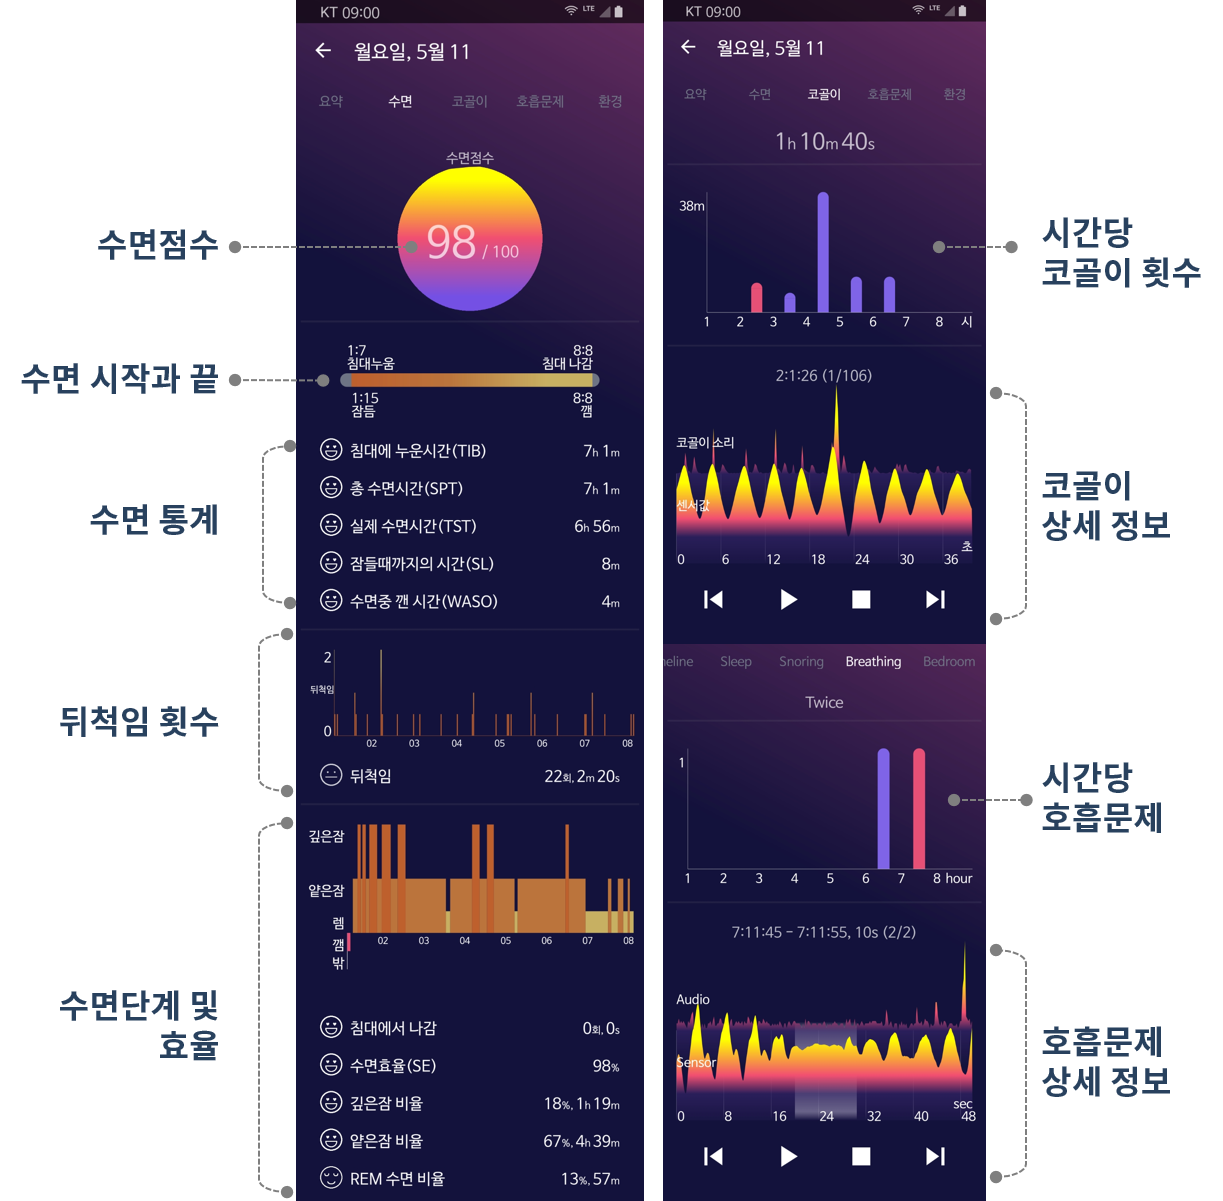 KT 09:00
LTE
월요일, 5월 11
요약 수면 코골이 호흡문제 환경
수면점수
98 / 100
1:7 8:8
침대누움 침대 나감
1:15 8:8
잠듬 깸
침대에 누운시간(TIB) 7h 1m
총 수면시간(SPT) 7h 1m
실제 수면시간(TST) 6h 56m
잠들때까지의 시간(SL) 8m
수면중 깬 시간(WASO) 4m
2
뒤척임
0
02 03 04 05 06 07 08
뒤척임 22회, 2m 20s
깊은잠
얕은잠
렘
깸
밖
02 03 04 05 06 07 08
침대에서 나감 0회, 0s
수면효율(SE) 98%
깊은잠 비율 18%, 1h 19m
얕은잠 비율 67%, 4h 39m
REM 수면 비율 13%, 57m
수면점수
수면 시작과 끝
수면 통계
뒤척임 횟수
수면단계 및
효율
KT 09:00
LTE
월요일, 5월 11
요약 수면 코골이 호흡문제 환경
1h 10m 40s
38m
1 2 3 4 5 6 7 8 시
2:1:26 (1/106)
코골이 소리
센서값
초
0 6 12 18 24 30 36
neline Sleep Snoring Breathing Bedroom
Twice
1
1 2 3 4 5 6 7 8 hour
7:11:45 – 7:11:55, 10s (2/2)
Audio
Sensor
sec
0 8 16 24 32 40 48
시간당
코골이 횟수
코골이
상세 정보
시간당
호흡문제
호흡문제
상세 정보